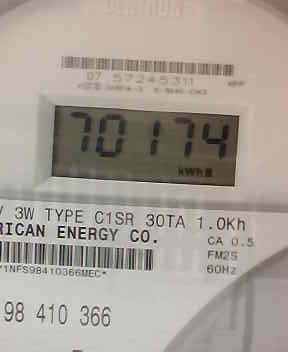 07 57245311
70174
kWh
V 3W TYPE C1SR 30TA 1.0Kh
RICAN ENERGY CO.
CA 0.5
FM2S
*1NFS98410366MEC*
60Hz
98 410 366